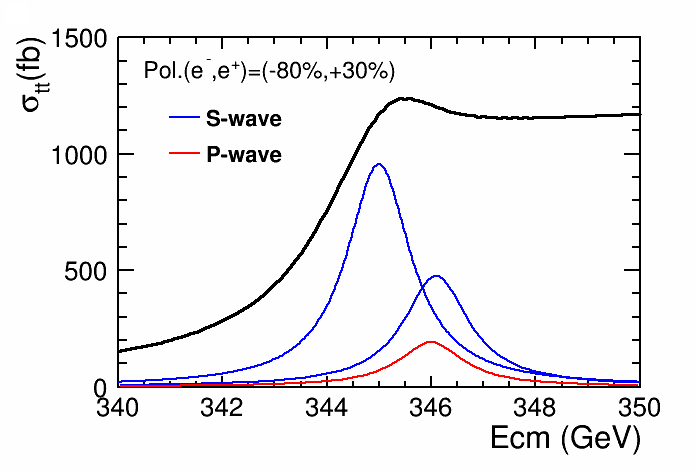 1500
σtt(fb)
Pol.(e-,e+)=(-80%,+30%)
S-wave
P-wave
1000
500
0
340 342 344 346 348 350
Ecm (GeV)